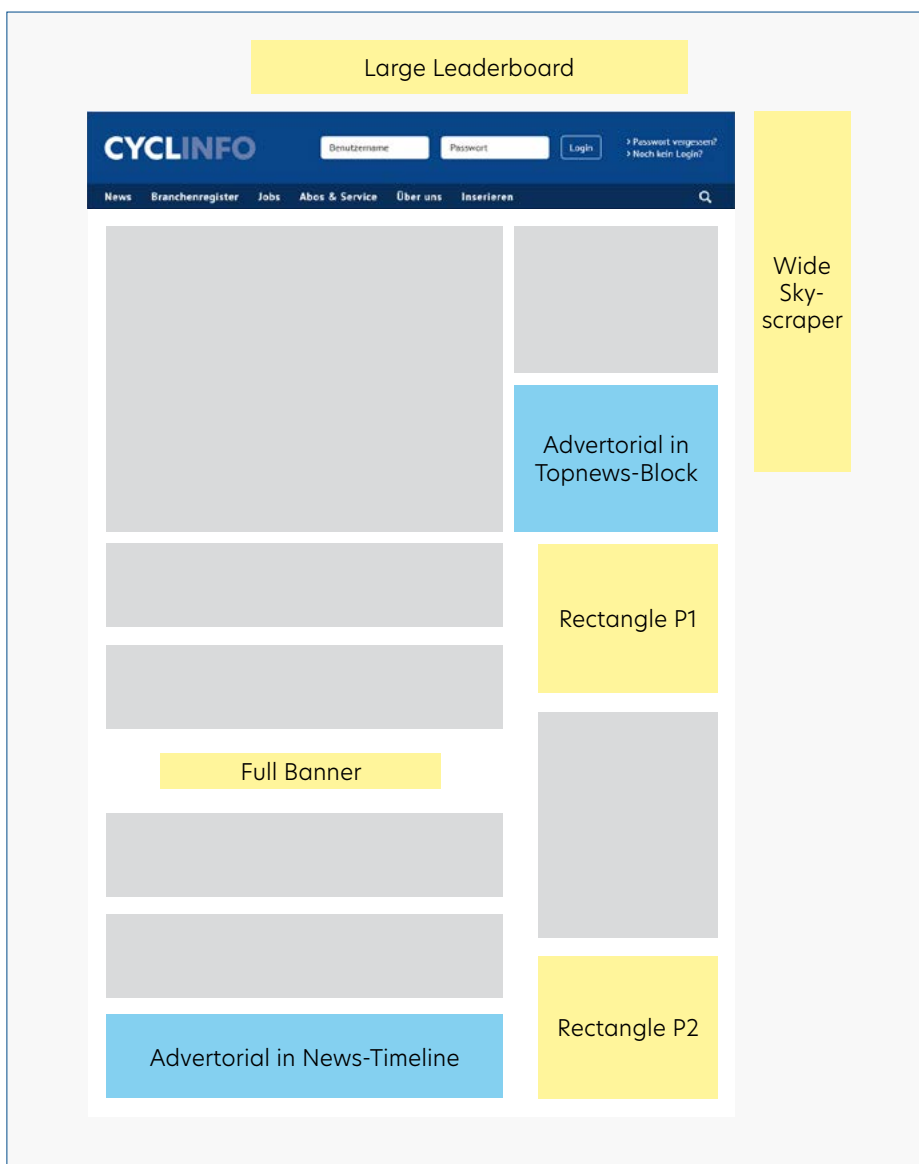 Large Leaderboard
CYCLINFO
Benutzername
Passwort
Login
› Passwort vergessen?
› Noch kein Login?
News Branchenregister Jobs Abos & Service Über uns Inserieren
Wide
Sky-
scraper
Advertorial in
Topnews-Block
Rectangle P1
Full Banner
Rectangle P2
Advertorial in News-Timeline